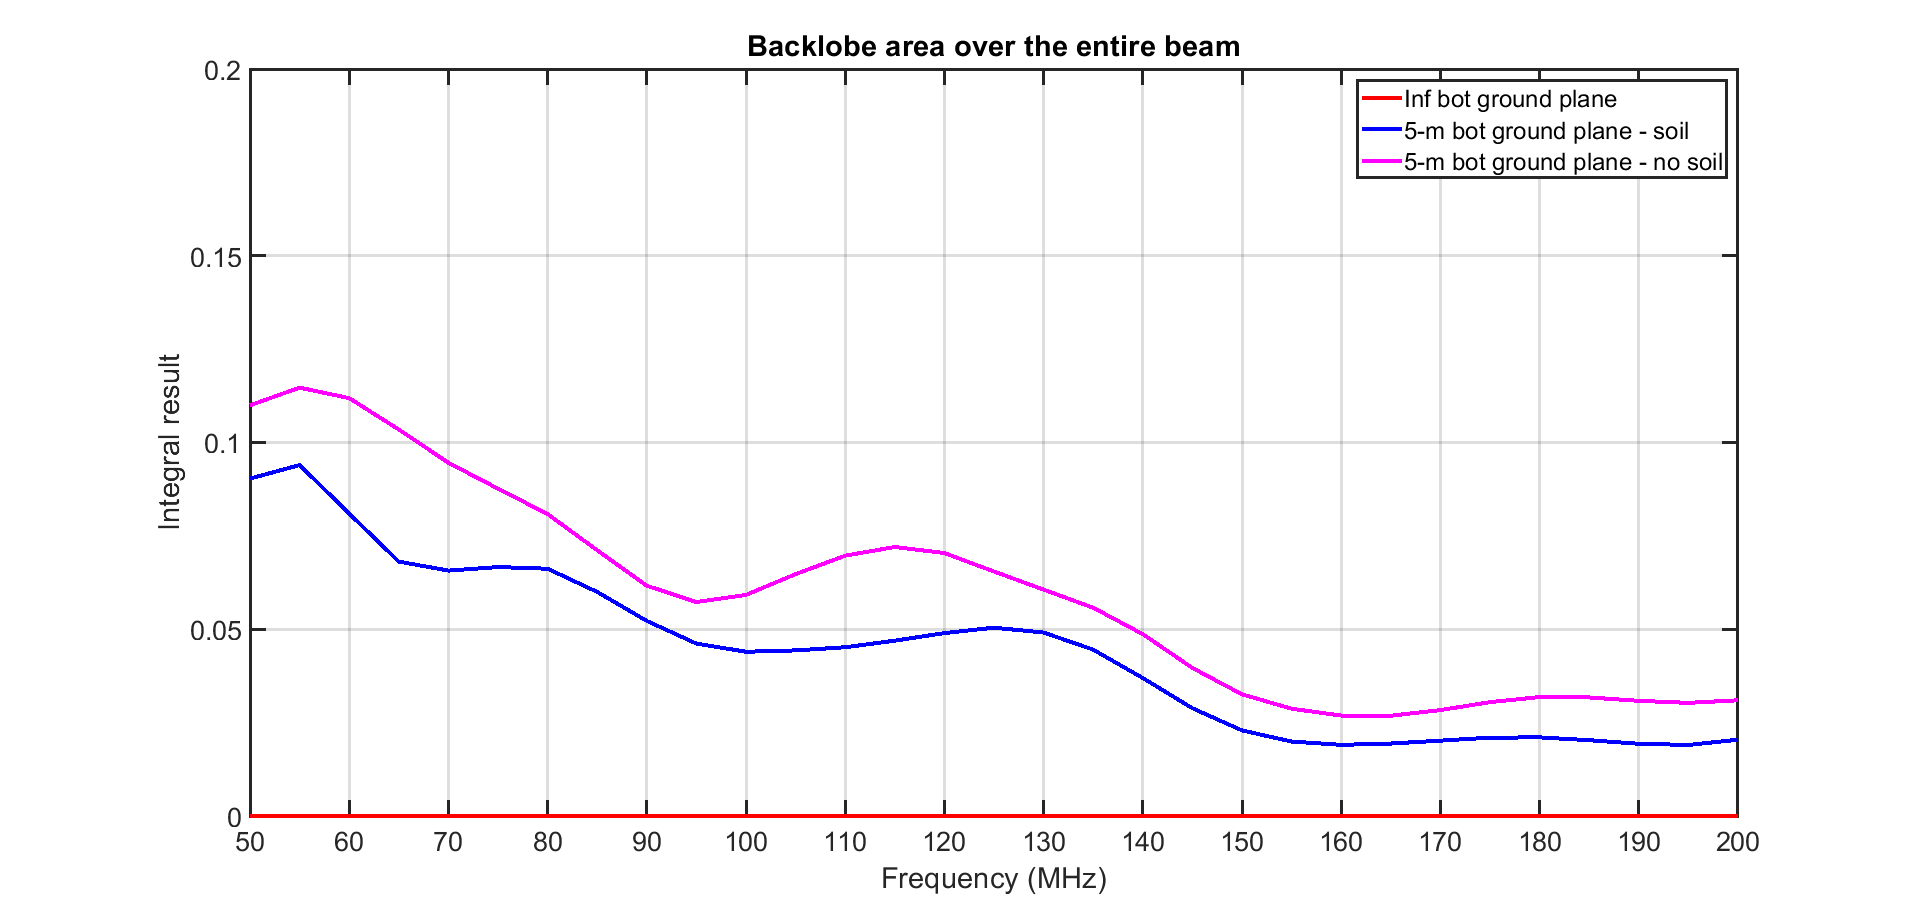 Backlobe area over the entire beam
0.2
0.15
0.1
0.05
0
Integral result
Inf bot ground plane
5-m bot ground plane - soil
5-m bot ground plane - no soil
50 60 70 80 90 100 110 120 130 140 150 160 170 180 190 200
Frequency (MHz)